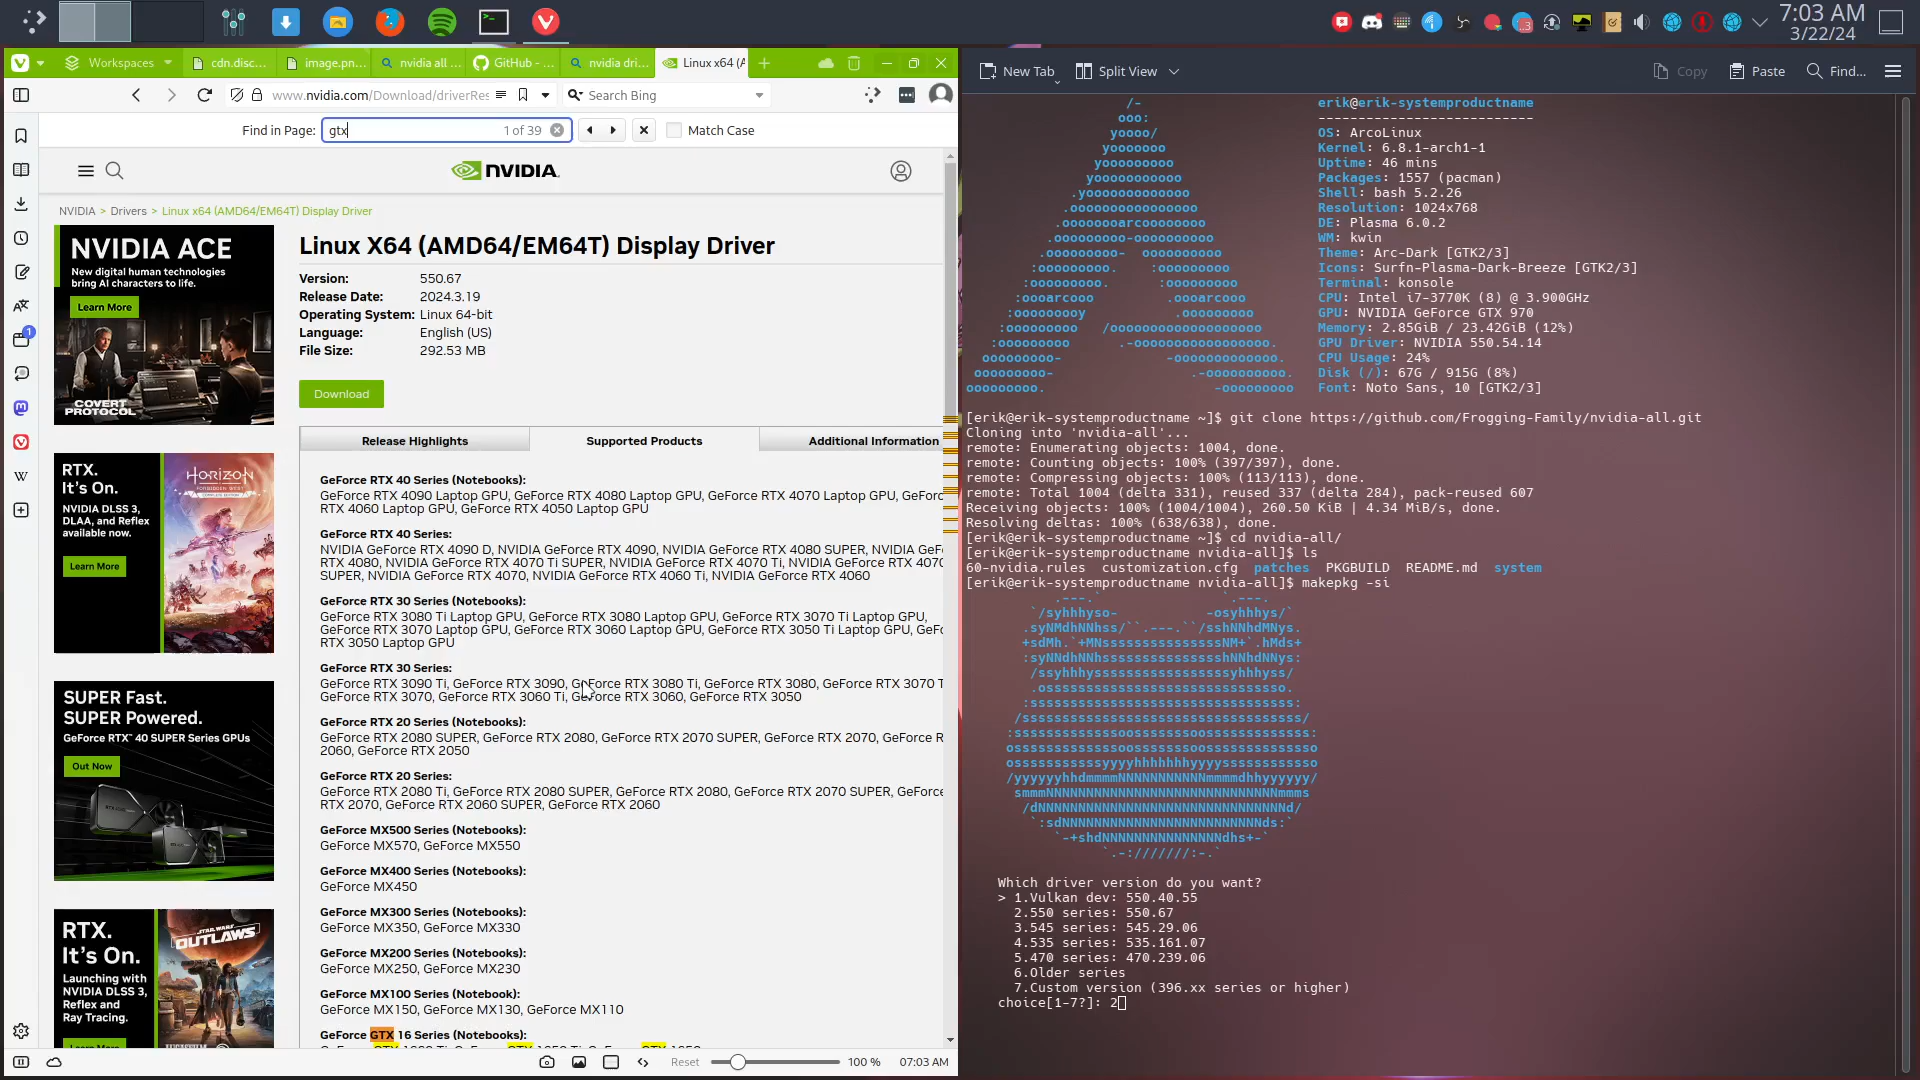 7:03 AM
3/22/24
Workspaces
cdn.disc...
image.pn...
nvidia all ...
GitHub - ...
nvidia dri...
Linux x64 (A
www.nvidia.com/Download/driverRes
Search Bing
Find in Page: gtx 1 of 39
Match Case
NVIDIA.
NVIDIA > Drivers > Linux x64 (AMD64/EM64T) Display Driver
NVIDIA ACE
New digital human technologies
bring AI characters to life.
Learn More
COVERT
PROTOCOL
RTX.
It's On.
NVIDIA DLSS 3,
DLAA, and Reflex
available now.
Learn More
HORIZON
SUPER Fast.
SUPER Powered.
GeForce RTX™ 40 SUPER Series GPUs
Out Now
RTX.
It's On.
Launching with
NVIDIA DLSS 3,
Reflex and
Ray Tracing.
STAR WARS
OUTLAWS
Linux X64 (AMD64/EM64T) Display Driver
Version: 550.67
Release Date: 2024.3.19
Operating System: Linux 64-bit
Language: English (US)
File Size: 292.53 MB
Download
Release Highlights
Supported Products
Additional Information
GeForce RTX 40 Series (Notebooks):
GeForce RTX 4090 Laptop GPU, GeForce RTX 4080 Laptop GPU, GeForce RTX 4070 Laptop GPU, GeForc
RTX 4060 Laptop GPU, GeForce RTX 4050 Laptop GPU
GeForce RTX 40 Series:
NVIDIA GeForce RTX 4090 D, NVIDIA GeForce RTX 4090, NVIDIA GeForce RTX 4080 SUPER, NVIDIA GeF
RTX 4080, NVIDIA GeForce RTX 4070 Ti SUPER, NVIDIA GeForce RTX 4070 Ti, NVIDIA GeForce RTX 4070
SUPER, NVIDIA GeForce RTX 4070, NVIDIA GeForce RTX 4060 Ti, NVIDIA GeForce RTX 4060
GeForce RTX 30 Series (Notebooks):
GeForce RTX 3080 Ti Laptop GPU, GeForce RTX 3080 Laptop GPU, GeForce RTX 3070 Ti Laptop GPU,
GeForce RTX 3070 Laptop GPU, GeForce RTX 3060 Laptop GPU, GeForce RTX 3050 Ti Laptop GPU, GeFc
RTX 3050 Laptop GPU
GeForce RTX 30 Series:
GeForce RTX 3090 Ti, GeForce RTX 3090, GeForce RTX 3080 Ti, GeForce RTX 3080, GeForce RTX 3070 T
GeForce RTX 3070, GeForce RTX 3060 Ti, GeForce RTX 3060, GeForce RTX 3050
GeForce RTX 20 Series (Notebooks):
GeForce RTX 2080 SUPER, GeForce RTX 2080, GeForce RTX 2070 SUPER, GeForce RTX 2070, GeForce R
2060, GeForce RTX 2050
GeForce RTX 20 Series:
GeForce RTX 2080 Ti, GeForce RTX 2080 SUPER, GeForce RTX 2080, GeForce RTX 2070 SUPER, GeForce
RTX 2070, GeForce RTX 2060 SUPER, GeForce RTX 2060
GeForce MX500 Series (Notebooks):
GeForce MX570, GeForce MX550
GeForce MX400 Series (Notebooks):
GeForce MX450
GeForce MX300 Series (Notebooks):
GeForce MX350, GeForce MX330
GeForce MX200 Series (Notebooks):
GeForce MX250, GeForce MX230
GeForce MX100 Series (Notebook):
GeForce MX150, GeForce MX130, GeForce MX110
GeForce GTX 16 Series (Notebooks):
Reset
100 %
07:03 AM
New Tab
Split View
Copy
Paste
Find...
erik@erik-systemproductname
---------------------------
OS: ArcoLinux
Kernel: 6.8.1-arch1-1
Uptime: 46 mins
Packages: 1557 (pacman)
Shell: bash 5.2.26
Resolution: 1024x768
DE: Plasma 6.0.2
WM: kwin
Theme: Arc-Dark [GTK2/3]
Icons: Surfn-Plasma-Dark-Breeze [GTK2/3]
Terminal: konsole
CPU: Intel i7-3770K (8) @ 3.900GHz
GPU: NVIDIA GeForce GTX 970
Memory: 2.85GiB / 23.42GiB (12%)
GPU Driver: NVIDIA 550.54.14
CPU Usage: 24%
Disk (/): 67G / 915G (8%)
Font: Noto Sans, 10 [GTK2/3]
[erik@erik-systemproductname ~]$ git clone https://github.com/Frogging-Family/nvidia-all.git
Cloning into 'nvidia-all'...
remote: Enumerating objects: 1004, done.
remote: Counting objects: 100% (397/397), done.
remote: Compressing objects: 100% (113/113), done.
remote: Total 1004 (delta 331), reused 337 (delta 284), pack-reused 607
Receiving objects: 100% (1004/1004), 260.50 KiB | 4.34 MiB/s, done.
Resolving deltas: 100% (638/638), done.
[erik@erik-systemproductname ~]$ cd nvidia-all/
[erik@erik-systemproductname nvidia-all]$ ls
60-nvidia.rules customization.cfg patches PKGBUILD README.md system
[erik@erik-systemproductname nvidia-all]$ makepkg -si
Which driver version do you want?
> 1.Vulkan dev: 550.40.55
2.550 series: 550.67
3.545 series: 545.29.06
4.535 series: 535.161.07
5.470 series: 470.239.06
6.Older series
7.Custom version (396.xx series or higher)
choice[1-7?]: 2